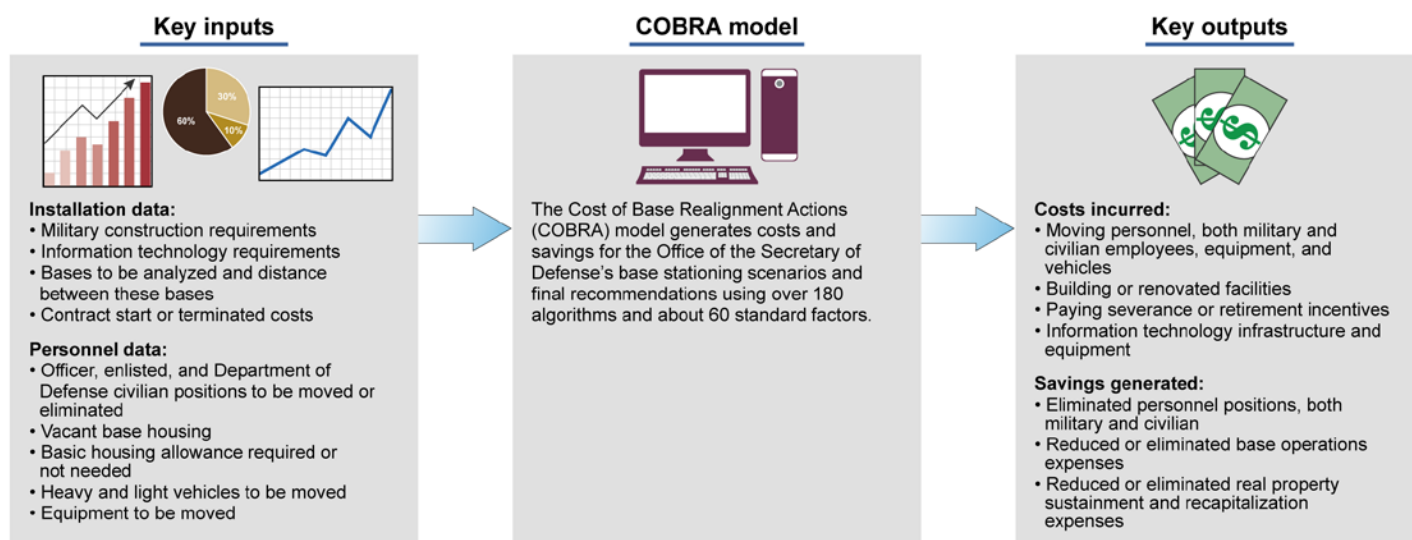 Key inputs
30%
60%
10%
Installation data:
• Military construction requirements
• Information technology requirements
• Bases to be analyzed and distance
between these bases
• Contract start or terminated costs
Personnel data:
• Officer, enlisted, and Department of
Defense civilian positions to be moved or
eliminated
• Vacant base housing
• Basic housing allowance required or
not needed
• Heavy and light vehicles to be moved
• Equipment to be moved
COBRA model
The Cost of Base Realignment Actions
(COBRA) model generates costs and
savings for the Office of the Secretary of
Defense’s base stationing scenarios and
final recommendations using over 180
algorithms and about 60 standard factors.
Key outputs
$ $ $
Costs incurred:
• Moving personnel, both military and
civilian employees, equipment, and
vehicles
• Building or renovated facilities
• Paying severance or retirement incentives
• Information technology infrastructure and
equipment
Savings generated:
• Eliminated personnel positions, both
military and civilian
• Reduced or eliminated base operations
expenses
• Reduced or eliminated real property
sustainment and recapitalization
expenses